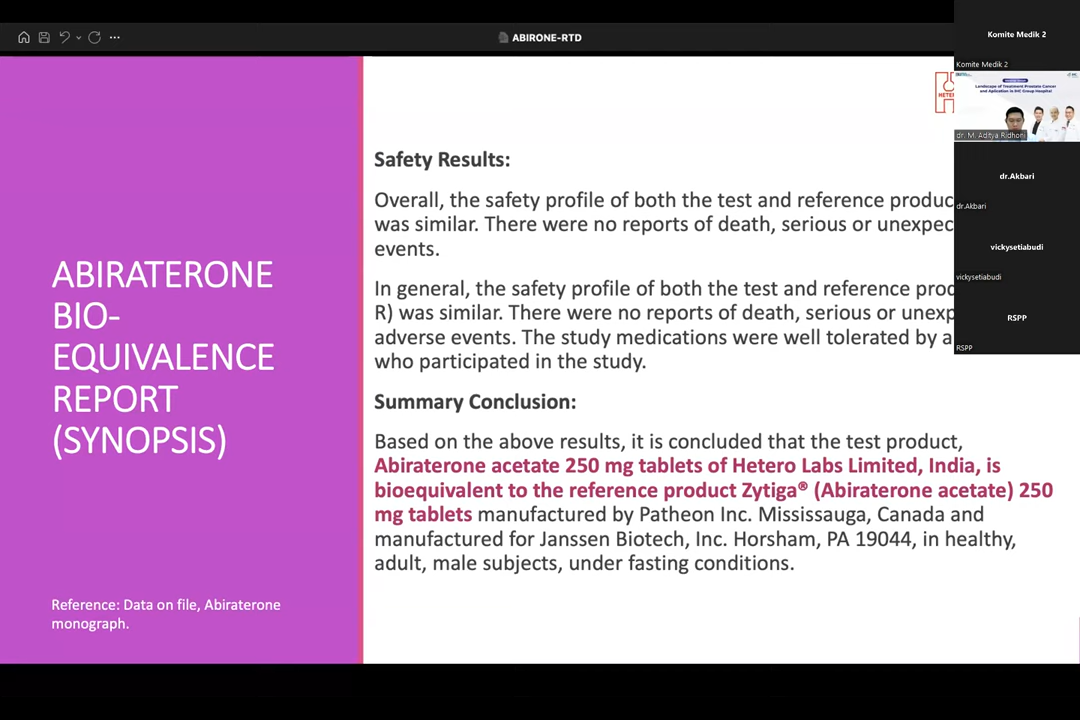 ABIRONE-RTD
ABIRATERONE
BIO-
EQUIVALENCE
REPORT
(SYNOPSIS)
Reference: Data on file, Abiraterone
monograph.
Safety Results:
Overall, the safety profile of both the test and reference
was similar. There were no reports of death, serious or
events.
In general, the safety profile of both the test and reference
R) was similar. There were no reports of death, serious or
adverse events. The study medications were well tolerated by
who participated in the study.
Summary Conclusion:
Based on the above results, it is concluded that the test product,
Abiraterone acetate 250 mg tablets of Hetero Labs Limited, India, is
bioequivalent to the reference product Zytiga® (Abiraterone acetate) 250
mg tablets manufactured by Patheon Inc. Mississauga, Canada and
manufactured for Janssen Biotech, Inc. Horsham, PA 19044, in healthy,
adult, male subjects, under fasting conditions.
HETER
Komite Medik 2
Komite Medik 2
Landscape of Treatment Prostate Cancer
and Aplication in IHC Group Hospital
dr. M. Aditya Ridhoni
dr.Akbari
dr.Akbari
vickysetiabudi
vickysetiabudi
RSPP
RSPP